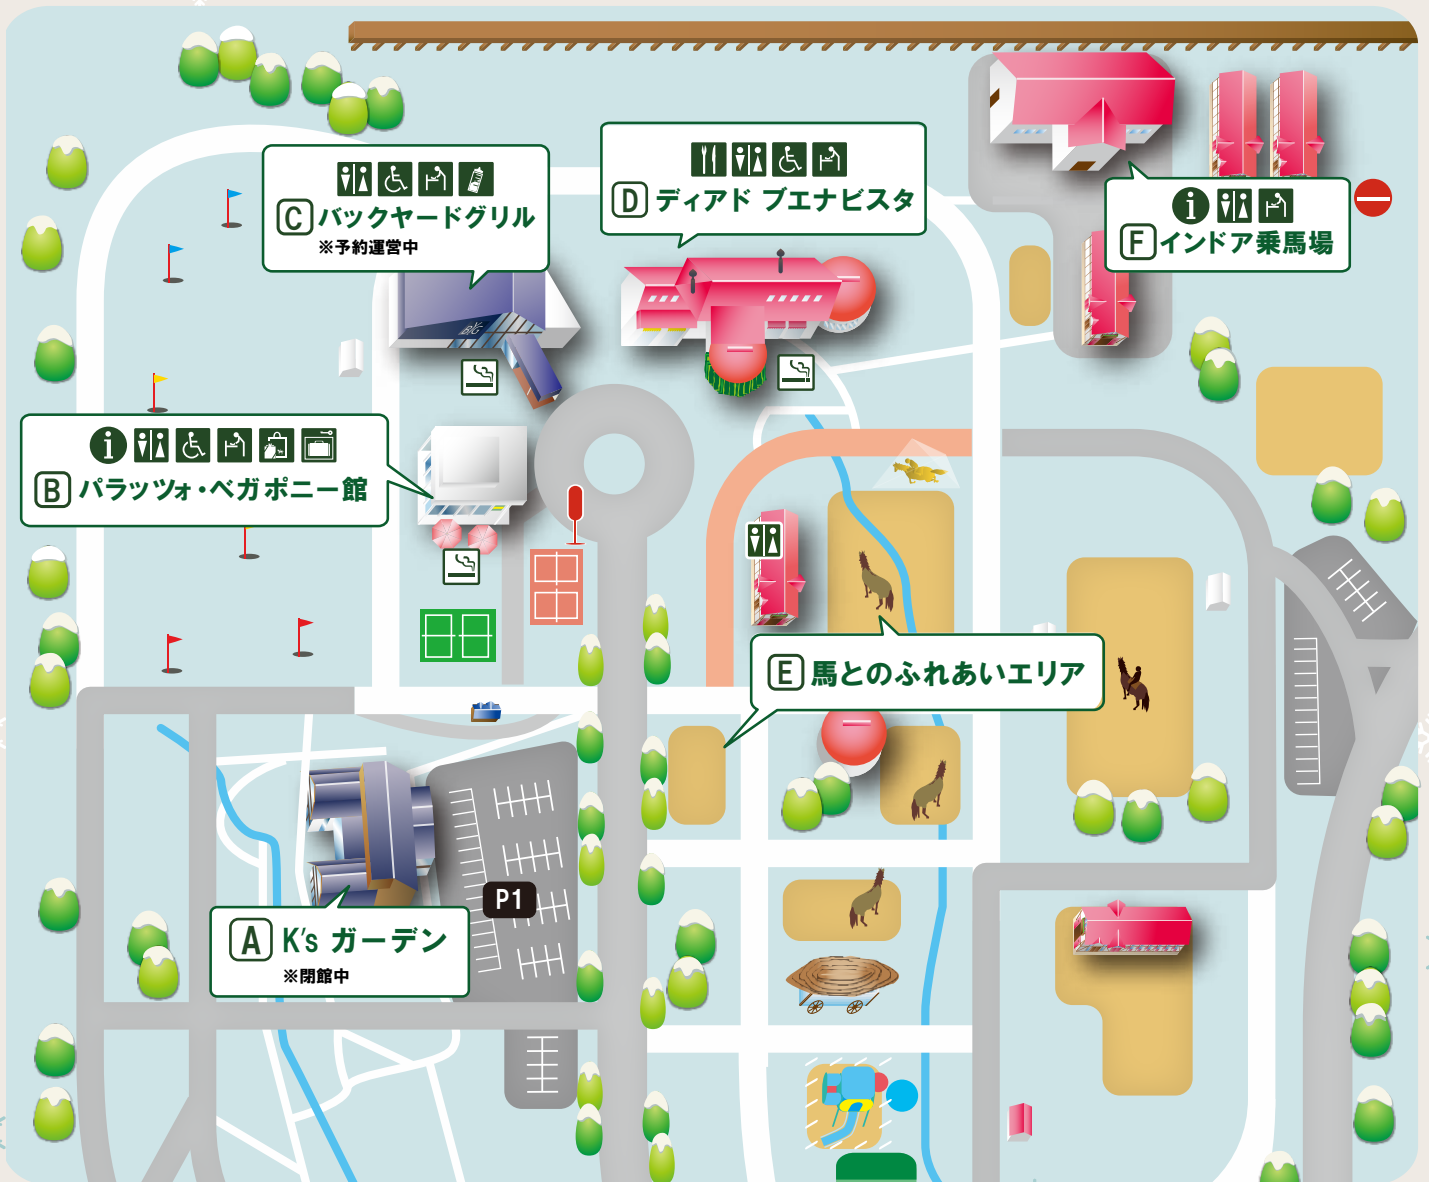 D ディアド ブエナビスタ
C バックヤードグリル
※予約運営中
F インドア乗馬場
B パラッツォ・ベガポニー館
E 馬とのふれあいエリア
P1
A K's ガーデン
※閉館中